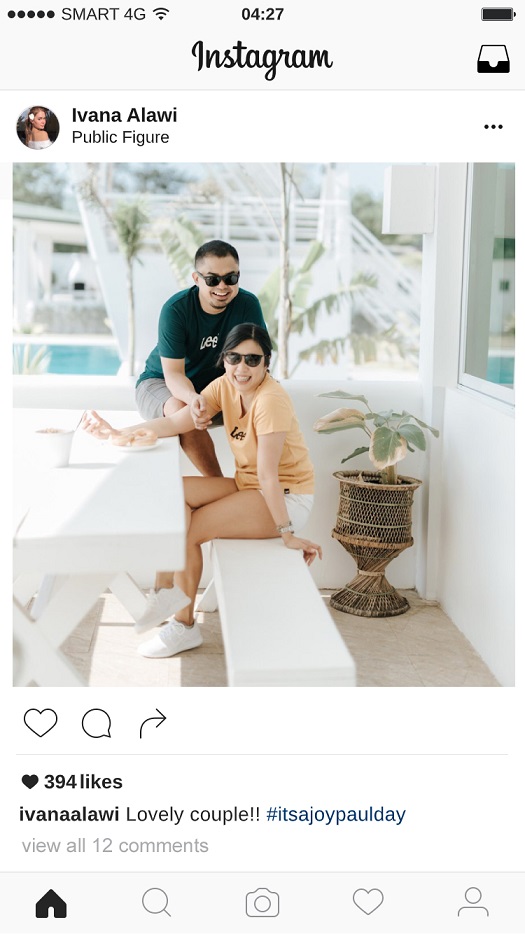 SMART 4G 04:27
Instagram
Ivana Alawi
Public Figure
Lee
Lee
394 likes
ivanaalawi Lovely couple!! #itsajoypaulday
view all 12 comments